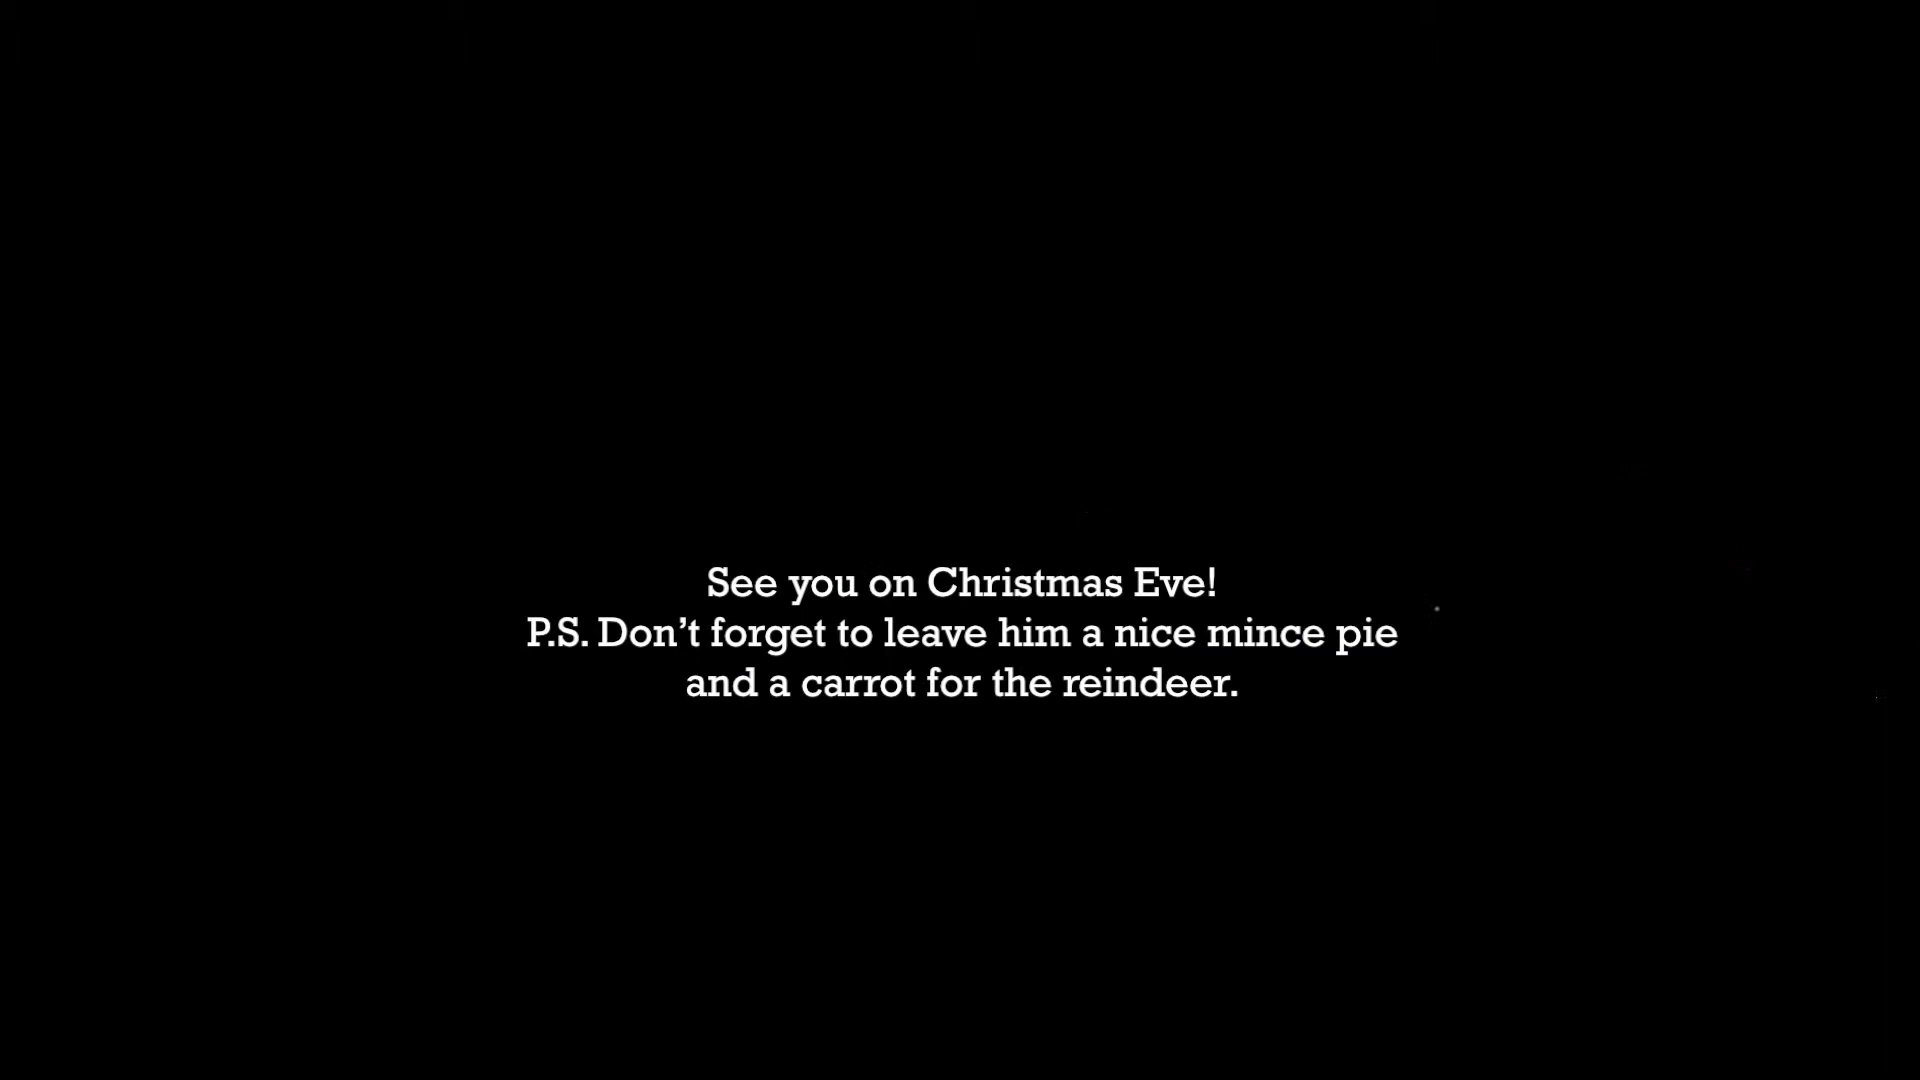 See you on Christmas Eve!
P.S. Don’t forget to leave him a nice mince pie
and a carrot for the reindeer.